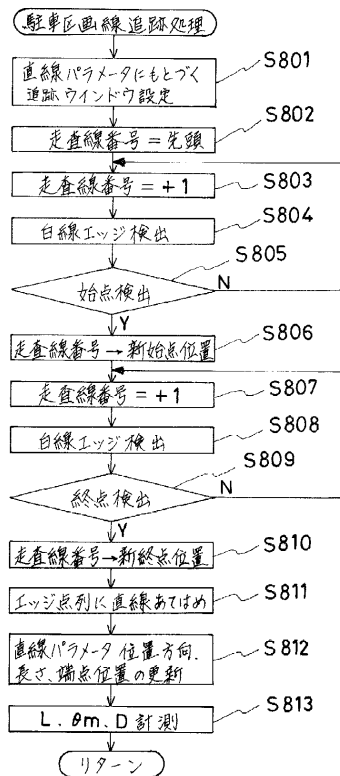 駐車区画線追跡処理
直線パラメータにもとづく
追跡ウインドウ設定
S801
走査線番号=先頭
S802
走査線番号=+1
S803
白線エッジ検出
S804
始点検出
S805
N
Y
走査線番号→新始点位置
S806
走査線番号=+1
S807
白線エッジ検出
S808
終点検出
S809
N
Y
走査線番号→新終点位置
S810
エッジ点列に直線あてはめ
S811
直線パラメータ位置方向、
長さ、端点位置の更新
S812
L.θm.D計測
S813
リターン